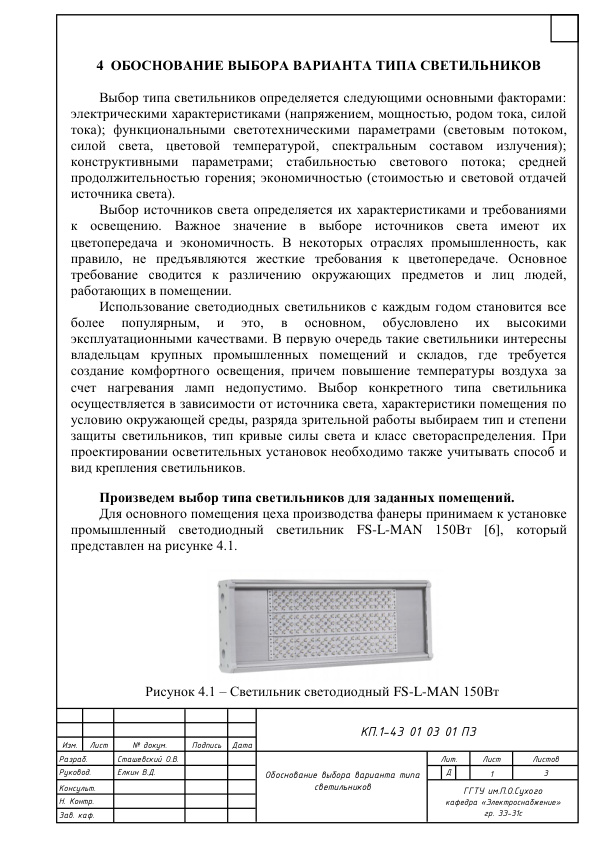 4 ОБОСНОВАНИЕ ВЫБОРА ВАРИАНТА ТИПА СВЕТИЛЬНИКОВ
Выбор типа светильников определяется следующими основными факторами:
электрическими характеристиками (напряжением, мощностью, родом тока, силой
тока); функциональными светотехническими параметрами (световым потоком,
силой света, цветовой температурой, спектральным составом излучения);
конструктивными параметрами; стабильностью светового потока; средней
продолжительностью горения; экономичностью (стоимостью и световой отдачей
источника света).
Выбор источников света определяется их характеристиками и требованиями
к освещению. Важное значение в выборе источников света имеют их
цветопередача и экономичность. В некоторых отраслях промышленность, как
правило, не предъявляются жесткие требования к цветопередаче. Основное
требование сводится к различению окружающих предметов и лиц людей,
работающих в помещении.
Использование светодиодных светильников с каждым годом становится все
более популярным, и это, в основном, обусловлено их высокими
эксплуатационными качествами. В первую очередь такие светильники интересны
владельцам крупных промышленных помещений и складов, где требуется
создание комфортного освещения, причем повышение температуры воздуха за
счет нагревания ламп недопустимо. Выбор конкретного типа светильника
осуществляется в зависимости от источника света, характеристики помещения по
условию окружающей среды, разряда зрительной работы выбираем тип и степени
защиты светильников, тип кривые силы света и класс светораспределения. При
проектировании осветительных установок необходимо также учитывать способ и
вид крепления светильников.
Произведем выбор типа светильников для заданных помещений.
Для основного помещения цеха производства фанеры принимаем к установке
промышленный светодиодный светильник FS-L-MAN 150Вт [6], который
представлен на рисунке 4.1.
Рисунок 4.1 – Светильник светодиодный FS-L-MAN 150Вт
КП.1-43 01 03 01 ПЗ
Изм. Лист № докум. Подпись Дата
Разраб. Сташевский О.В.
Руковод. Елкин В.Д.
Консульт.
Н. Контр.
Зав. каф.
Обоснование выбора варианта типа
светильников
Лит. Лист Листов
Д 1 3
ГГТУ им.П.О.Сухого
кафедра «Электроснабжение»
гр. ЗЭ-31с